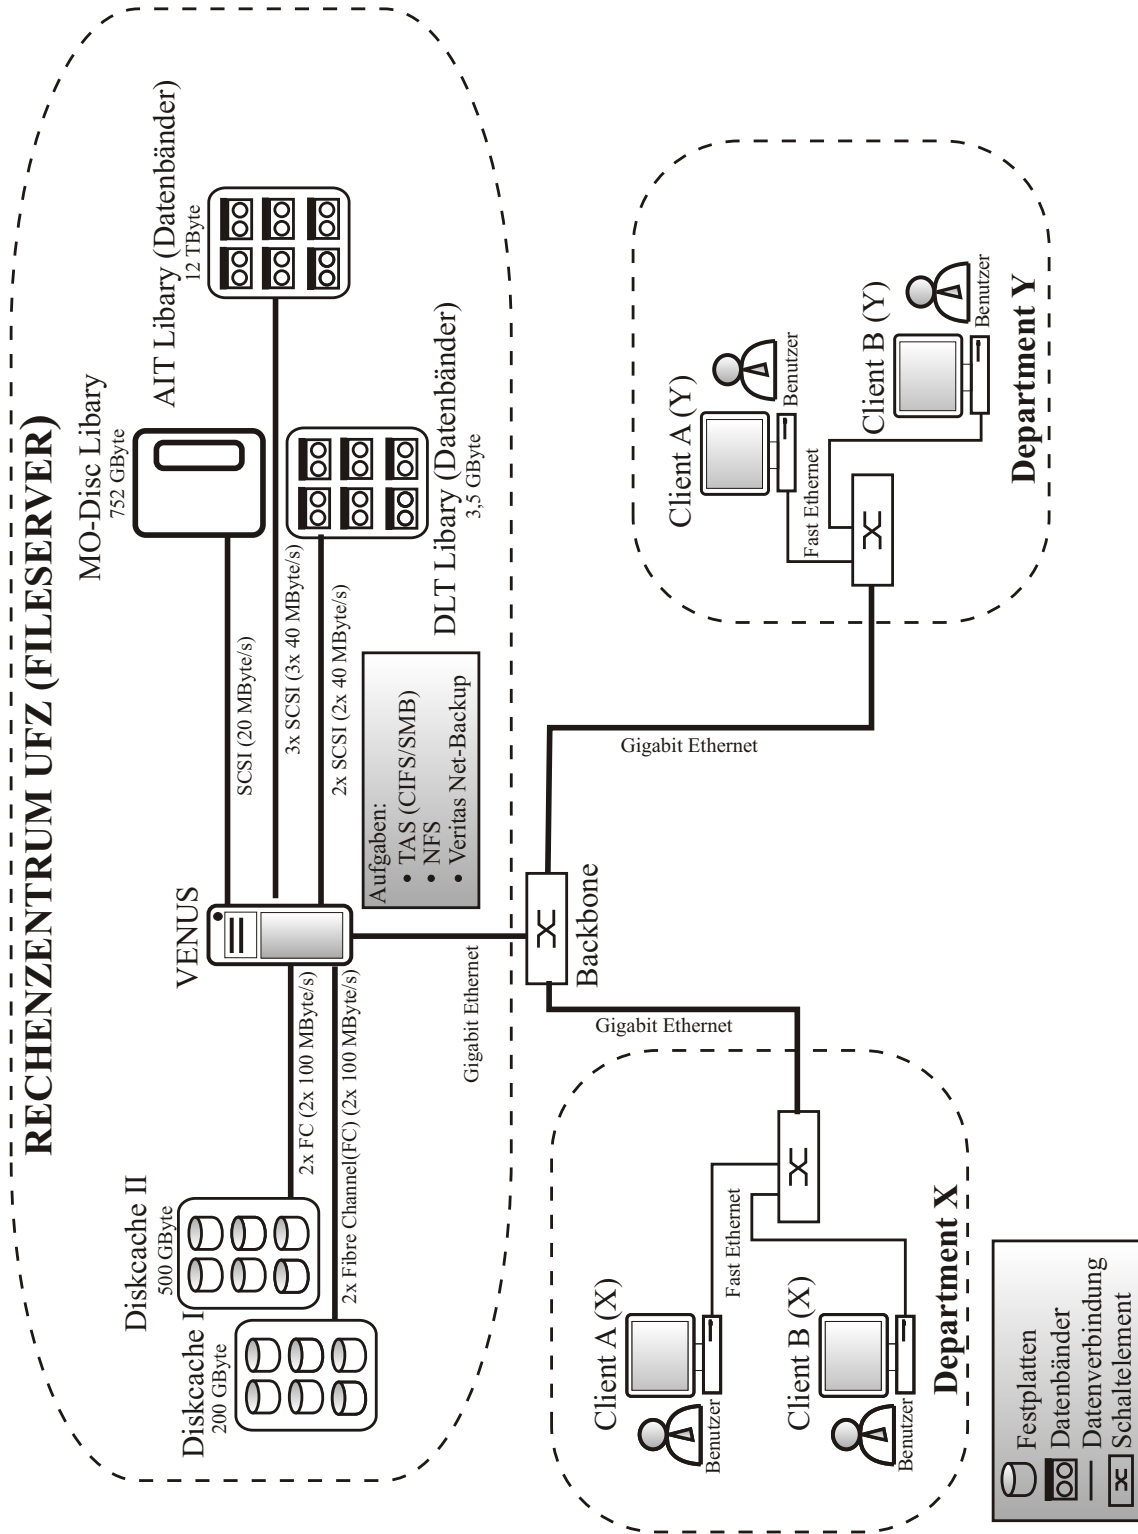 RECHENZENTRUM UFZ (FILESERVER)
Diskcache II
500 GByte
Diskcache I
200 GByte
2x FC (2x 100 MByte/s)
2x Fibre Channel(FC) (2x 100 MByte/s)
VENUS
SCSI (20 MByte/s)
3x SCSI (3x 40 MByte/s)
2x SCSI (2x 40 MByte/s)
MO-Disc Libary
752 GByte
AIT Libary (Datenbänder)
12 TByte
DLT Libary (Datenbänder)
3,5 GByte
Aufgaben:
• TAS (CIFS/SMB)
• NFS
• Veritas Net-Backup
Gigabit Ethernet
Backbone
Gigabit Ethernet
Gigabit Ethernet
Client A (X)
Benutzer
Fast Ethernet
Client B (X)
Benutzer
Department X
Client A (Y)
Benutzer
Fast Ethernet
Client B (Y)
Benutzer
Department Y
Festplatten
Datenbänder
Datenverbindung
Schaltelement